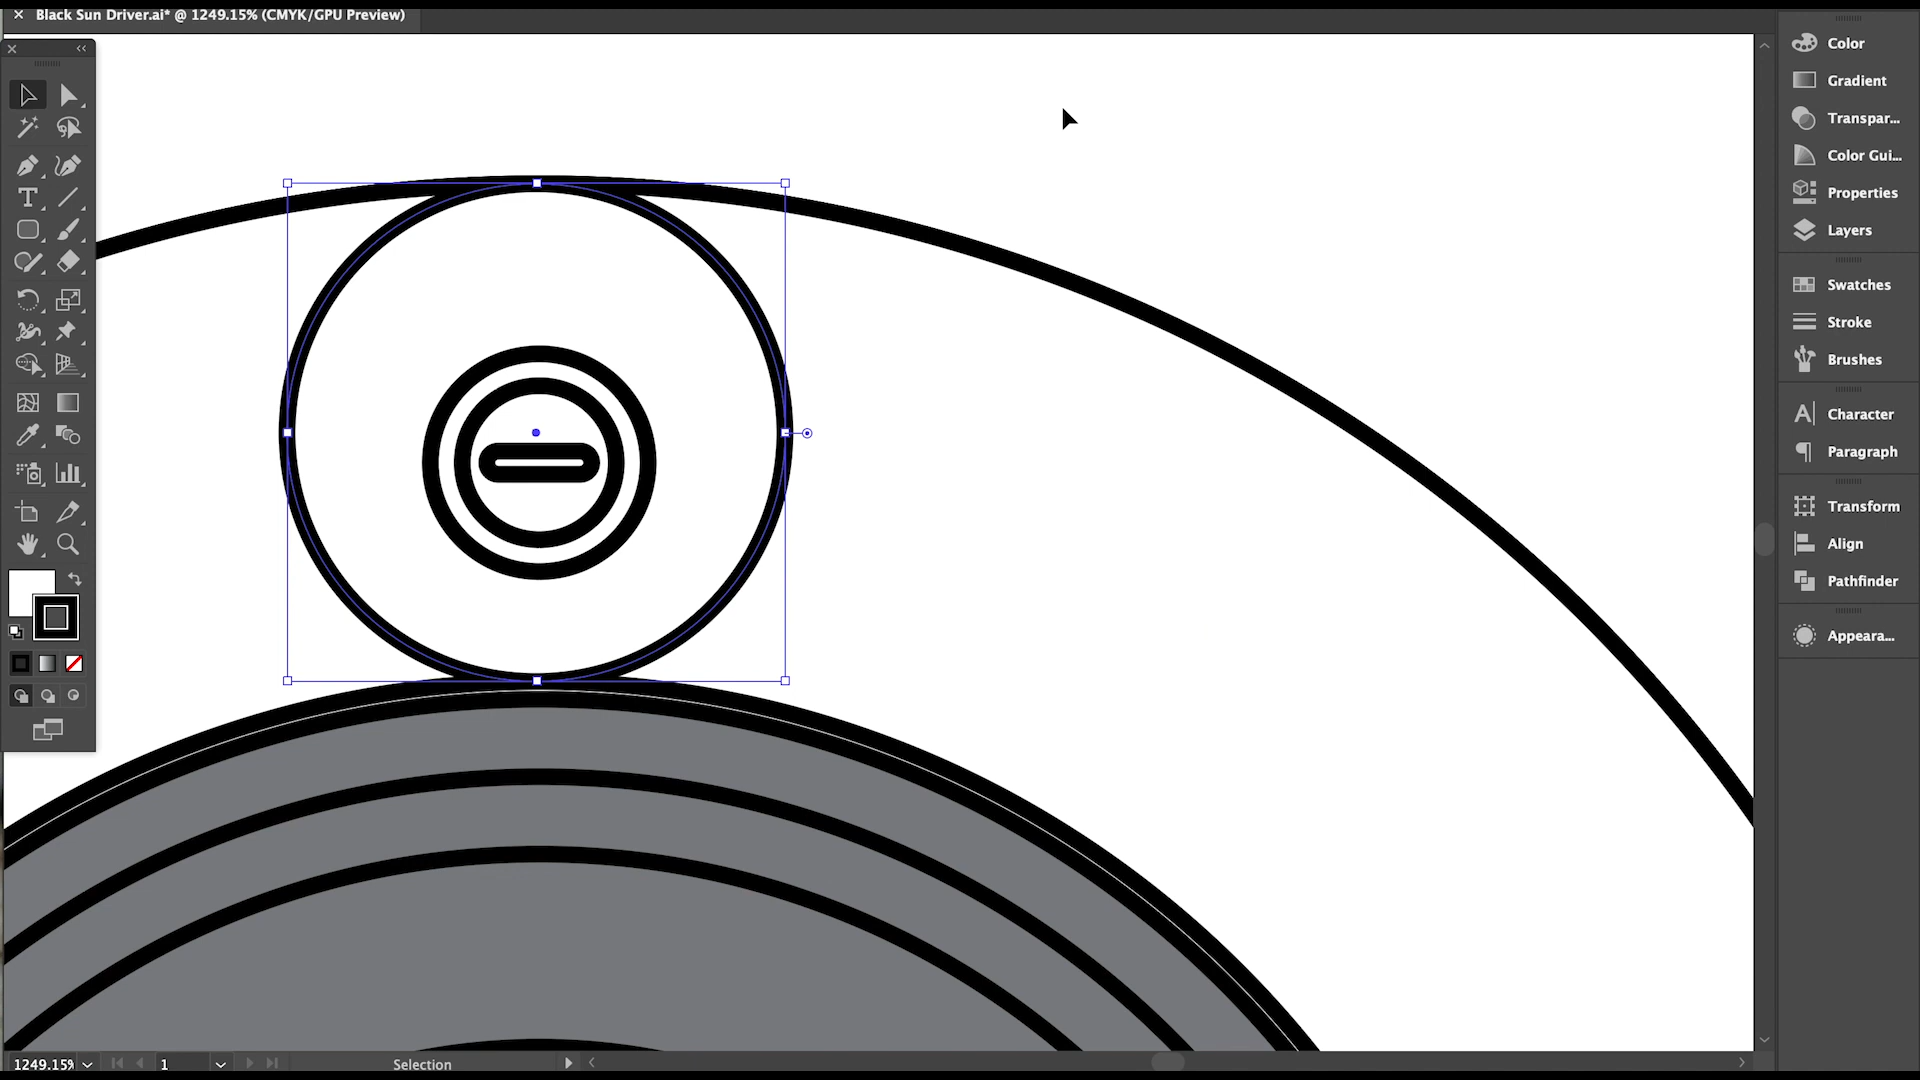 Black Sun Driver.ai* @ 1249.15% (CMYK/GPU Preview)
Color
Gradient
Transpar...
Color Gui...
Properties
Layers
Swatches
Stroke
Brushes
Character
Paragraph
Transform
Align
Pathfinder
Appeara...
1249.15%
1
Selection